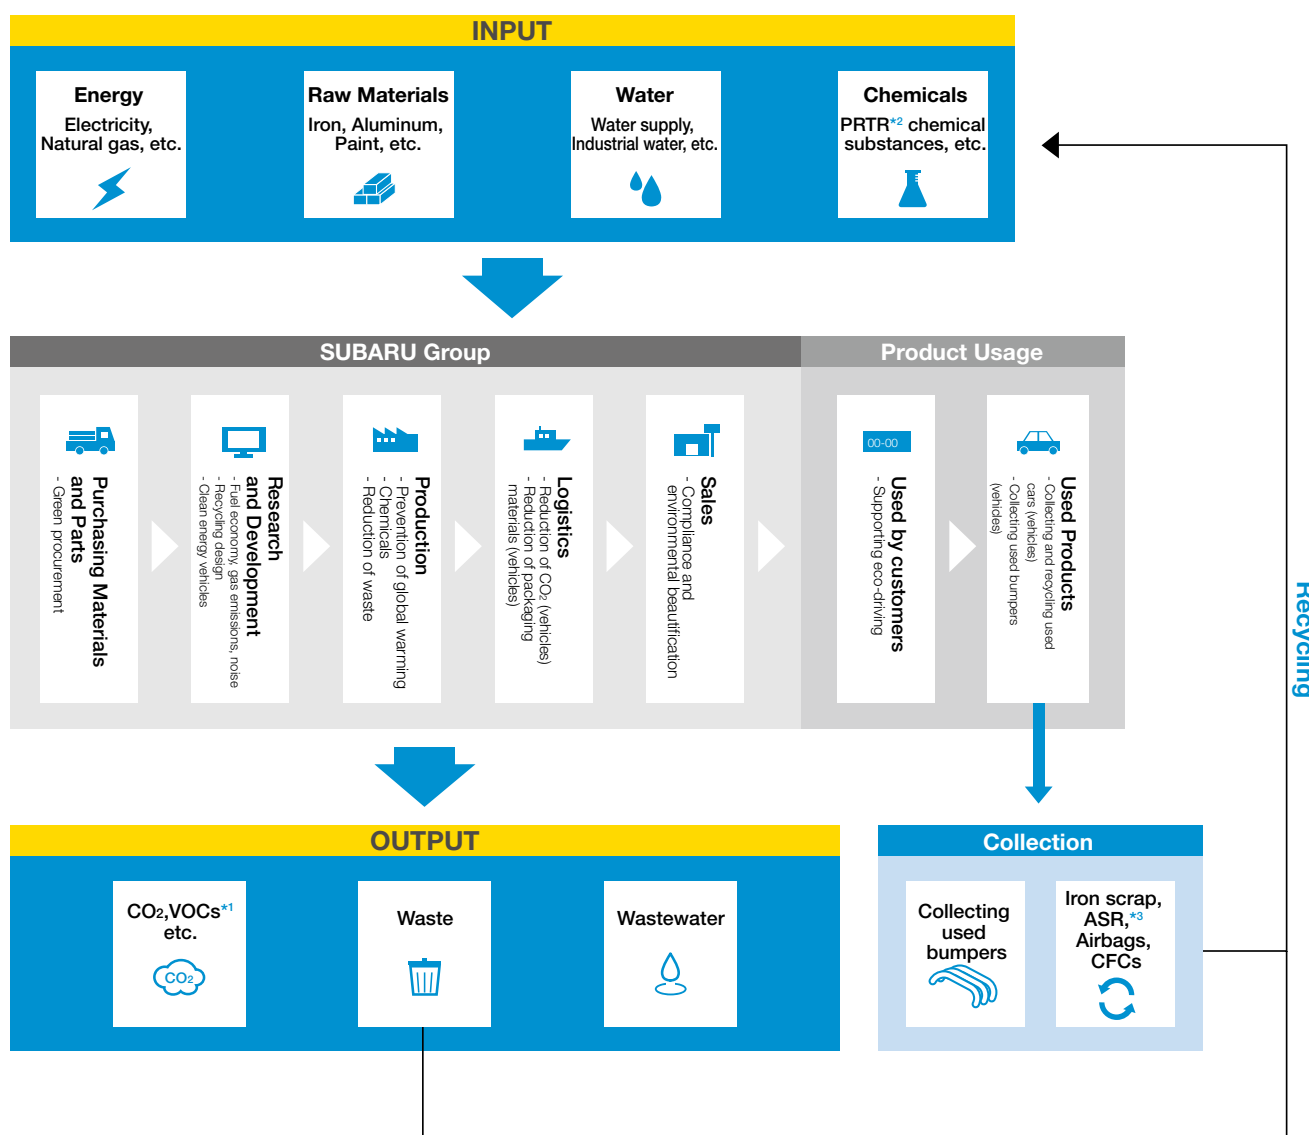 INPUT
Energy
Electricity,
Natural gas, etc.
Raw Materials
Iron, Aluminum,
Paint, etc.
Water
Water supply,
Industrial water, etc.
Chemicals
PRTR*2 chemical
substances, etc.
SUBARU Group
Product Usage
Purchasing Materials
and Parts
- Green procurement
Research
and Development
- Fuel economy, gas emissions, noise
- Recycling design
- Clean energy vehicles
Production
- Prevention of global warming
- Chemicals
- Reduction of waste
Logistics
- Reduction of CO2 (vehicles)
- Reduction of packaging
materials (vehicles)
Sales
- Compliance and
environmental beautification
00-00
Used by customers
- Supporting eco-driving
Used Products
- Collecting and recycling used
cars (vehicles)
- Collecting used bumpers
(vehicles)
Recycling
OUTPUT
CO2,VOCs*1
etc.
CO2
Waste
Wastewater
Collection
Collecting
used
bumpers
Iron scrap,
ASR,*3
Airbags,
CFCs